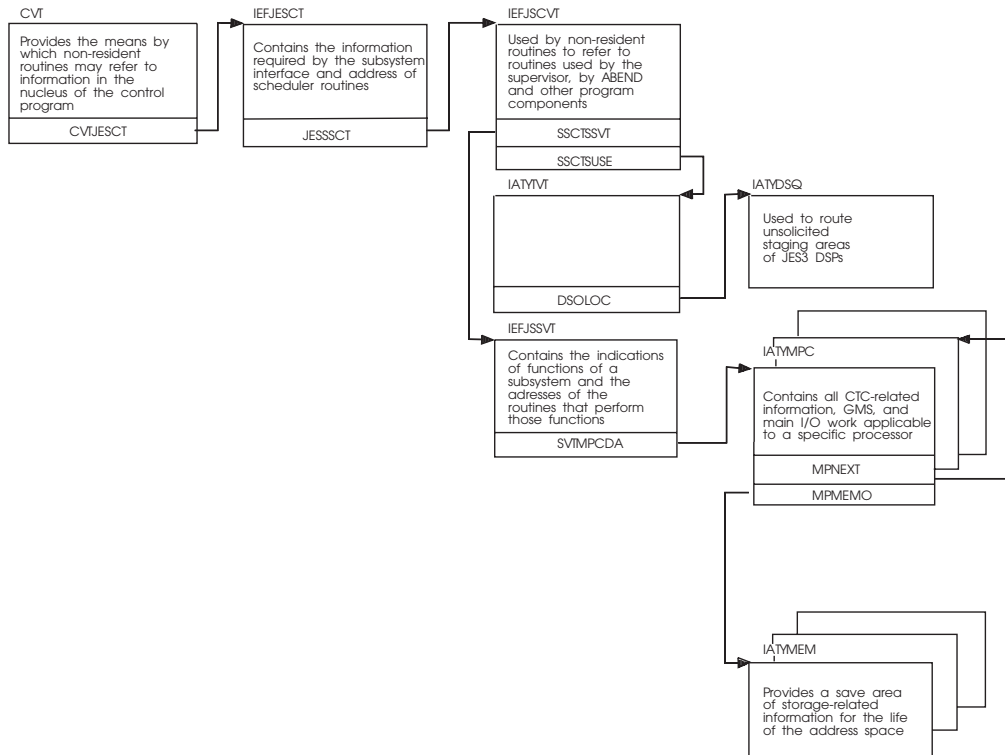 CVT
Provides the means by
which non-resident
routines may refer to
information in the
nucleus of the control
program
CVTJESCT
IEFJESCT
Contains the information
required by the subsystem
interface and address of
scheduler routines
JESSSCT
IEFJSCVT
Used by non-resident
routines to refer to
routines used by the
supervisor, by ABEND
and other program
components
SSCTSSVT
SSCTSUSE
IATYTVT
DSOLOC
IATYDSQ
Used to route
unsolicited
staging areas
of JES3 DSPs
IEFJSSVT
Contains the indications
of functions of a
subsystem and the
adresses of the
routines that perform
those functions
SVTMPCDA
IATYMPC
Contains all CTC-related
information, GMS, and
main I/O work applicable
to a specific processor
MPNEXT
MPMEMO
IATYMEM
Provides a save area
of storage-related
information for the life
of the address space